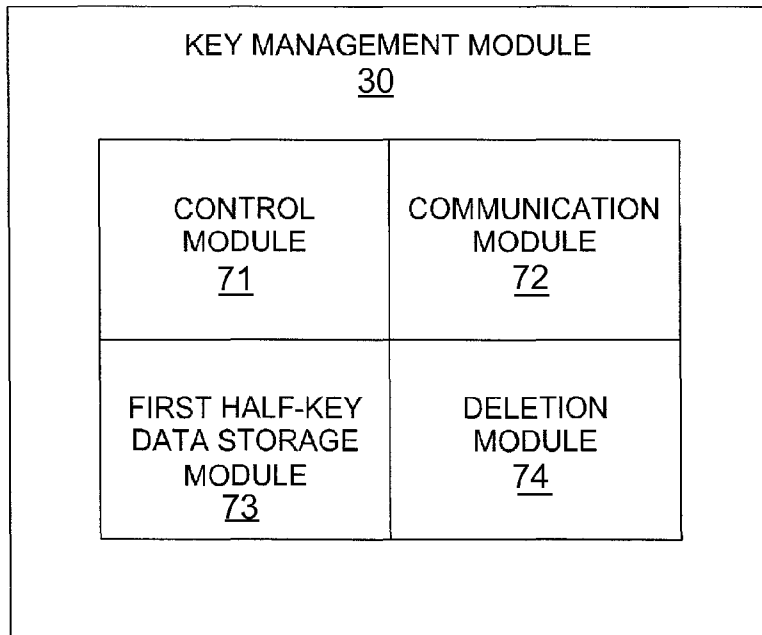 KEY MANAGEMENT MODULE
30
CONTROL
MODULE
71
COMMUNICATION
MODULE
72
FIRST HALF-KEY
DATA STORAGE
MODULE
73
DELETION
MODULE
74